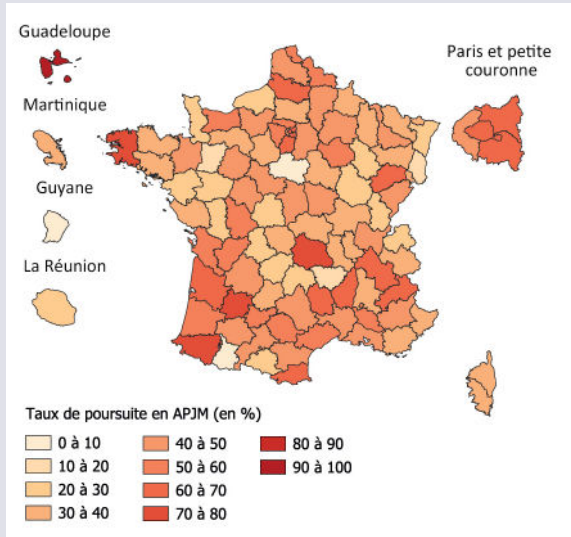 Guadeloupe
Martinique
Guyane
La Réunion
Paris et petite
couronne
Taux de poursuite en APJM (en %)
0 à 10
10 à 20
20 à 30
30 à 40
40 à 50
50 à 60
60 à 70
70 à 80
80 à 90
90 à 100